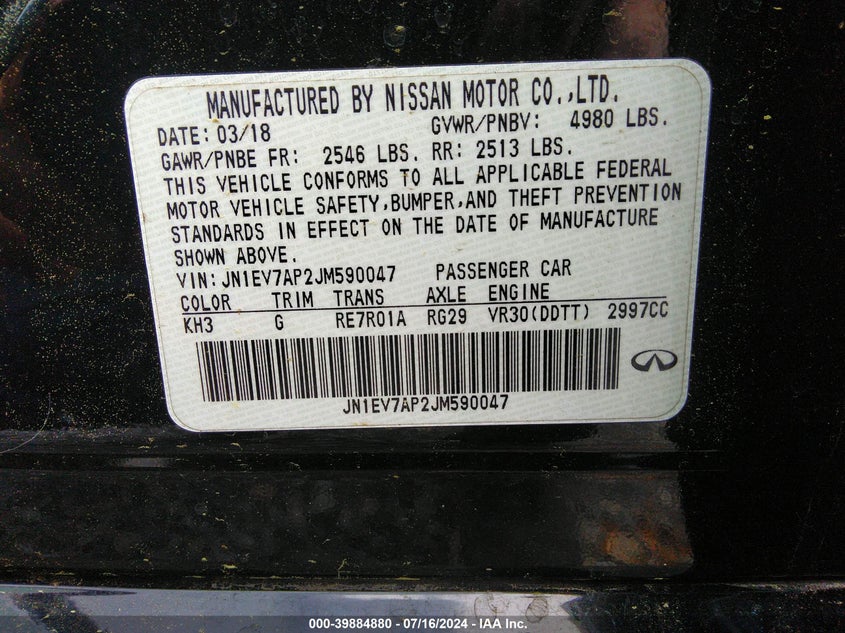 MANUFACTURED BY NISSAN MOTOR CO.,LTD.
DATE: 03/18 GVWR/PNBV: 4980 LBS.
GAWR/PNBE FR: 2546 LBS. RR: 2513 LBS.
THIS VEHICLE CONFORMS TO ALL APPLICABLE FEDERAL
MOTOR VEHICLE SAFETY,BUMPER,AND THEFT PREVENTION
STANDARDS IN EFFECT ON THE DATE OF MANUFACTURE
SHOWN ABOVE.
VIN: JN1EV7AP2JM590047 PASSENGER CAR
COLOR TRIM TRANS AXLE ENGINE
KH3 G RE7R01A RG29 VR30(DDTT) 2997CC
JN1EV7AP2JM590047
000-39884880 - 07/16/2024 - IAA Inc.